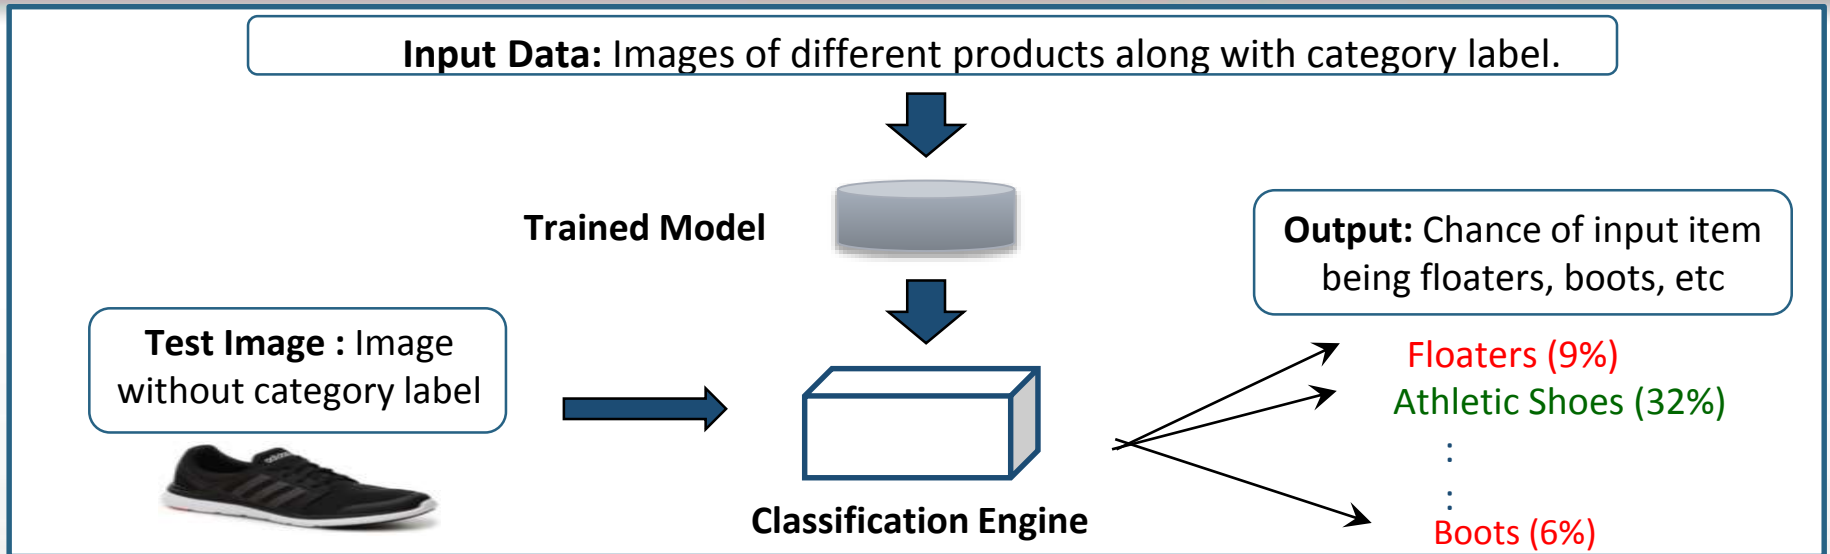 Input Data: Images of different products along with category label.
Trained Model
Output: Chance of input item
being floaters, boots, etc
Test Image : Image
without category label
Floaters (9%)
Athletic Shoes (32%)
:
:
Boots (6%)
Classification Engine